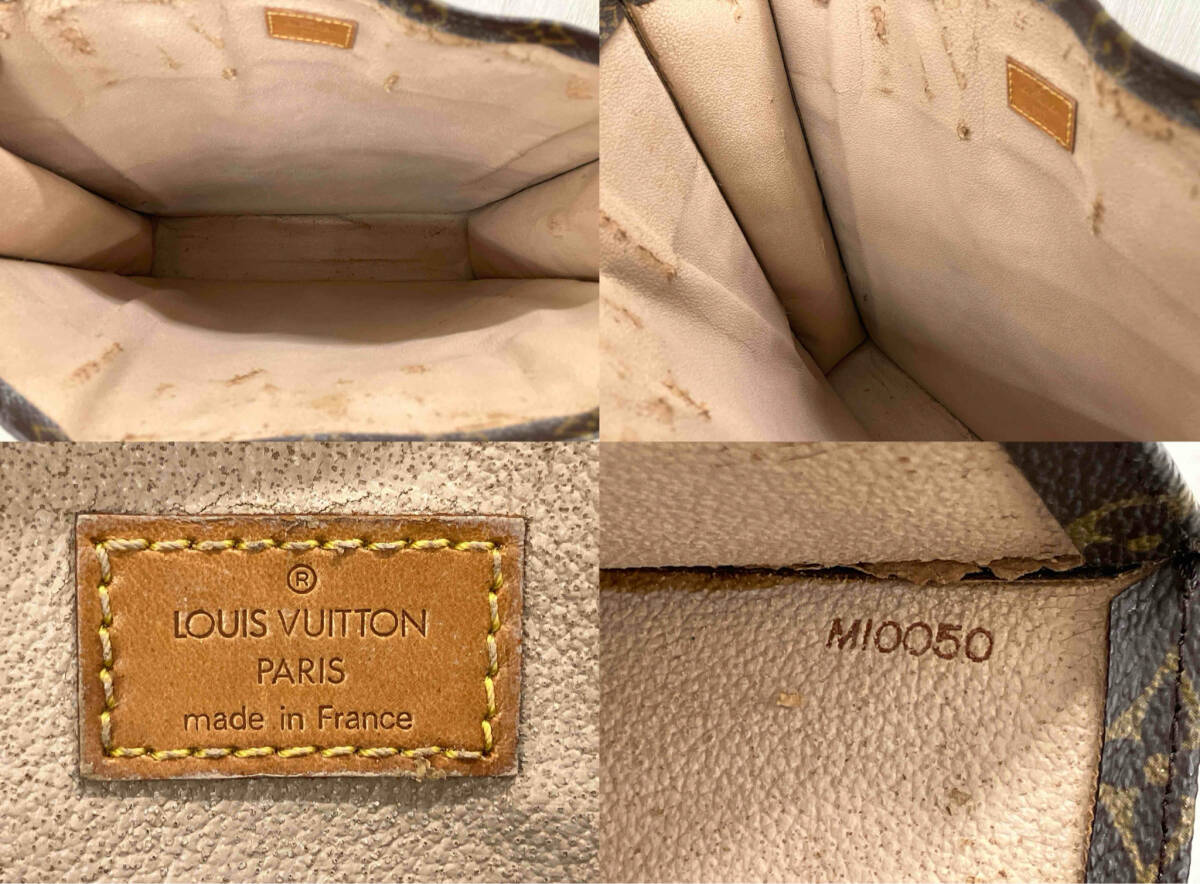 ®
LOUIS VUITTON
PARIS
made in France
MI0050